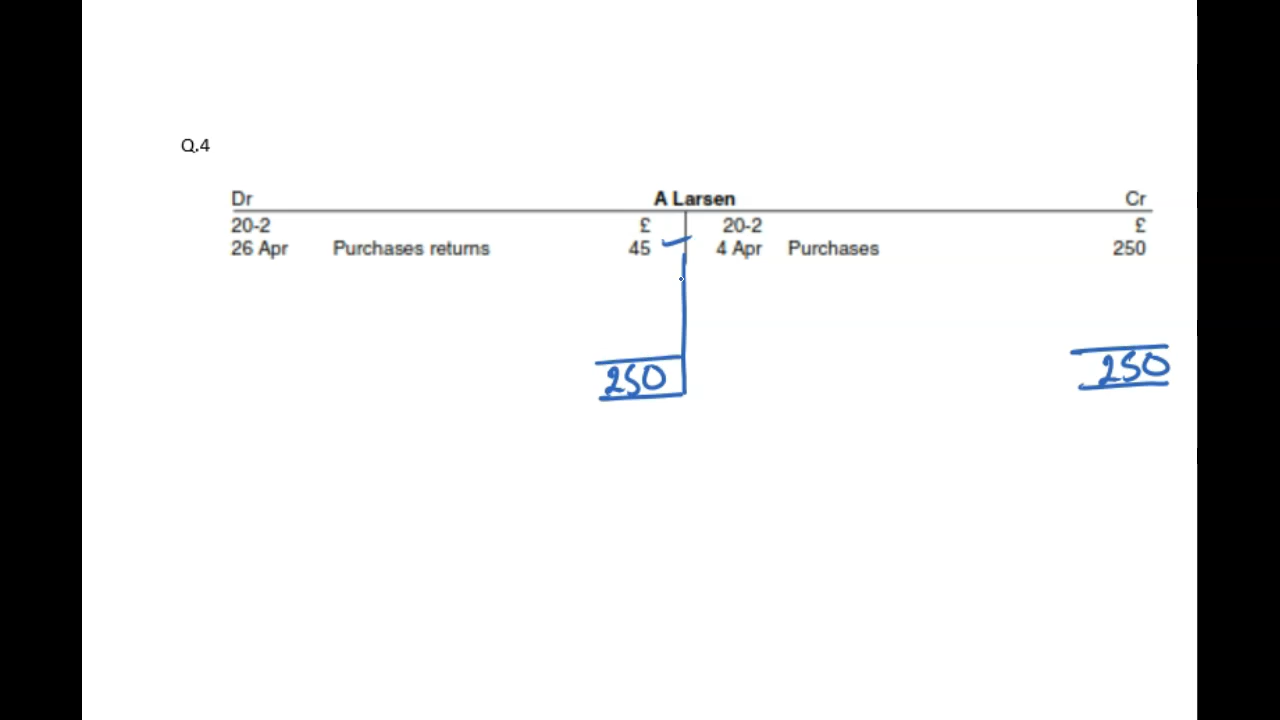 Q.4
Dr A Larsen Cr
20-2 £ 20-2 £
26 Apr Purchases returns 45 4 Apr Purchases 250
250 250